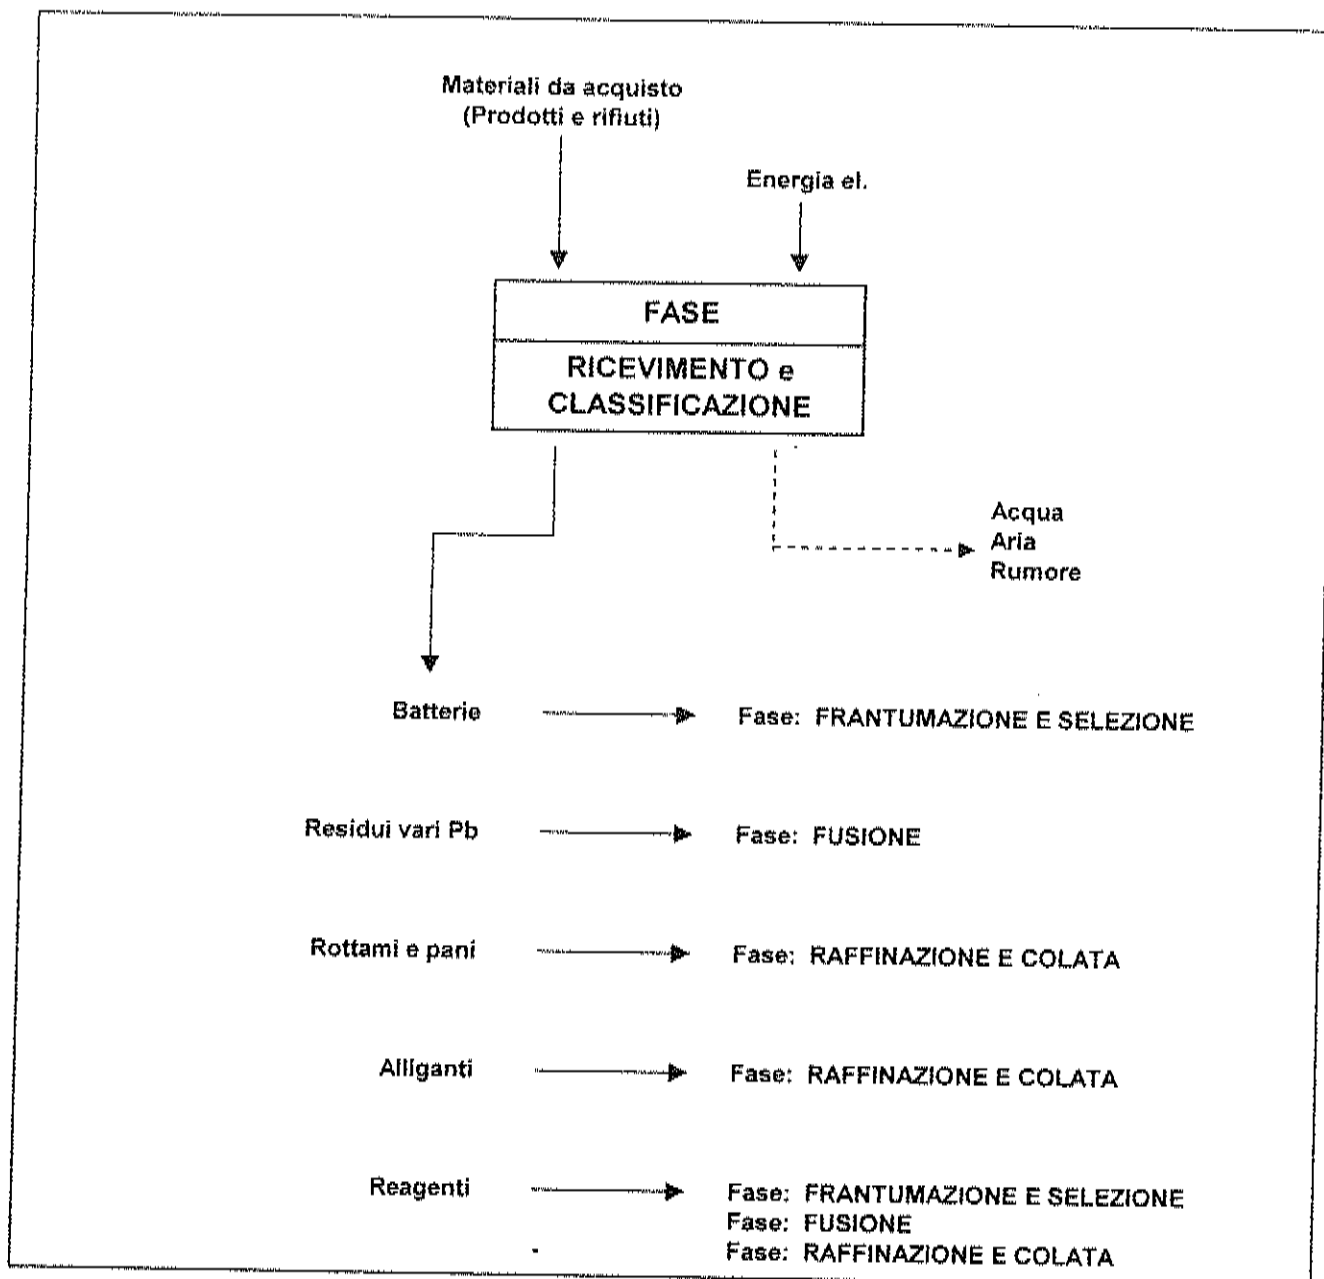 Materiali da acquisto
(Prodotti e rifiuti)
Energia el.
FASE
RICEVIMENTO e
CLASSIFICAZIONE
Acqua
Aria
Rumore
Batterie
Fase: FRANTUMAZIONE E SELEZIONE
Residui vari Pb
Fase: FUSIONE
Rottami e pani
Fase: RAFFINAZIONE E COLATA
Alliganti
Fase: RAFFINAZIONE E COLATA
Reagenti
Fase: FRANTUMAZIONE E SELEZIONE
Fase: FUSIONE
Fase: RAFFINAZIONE E COLATA